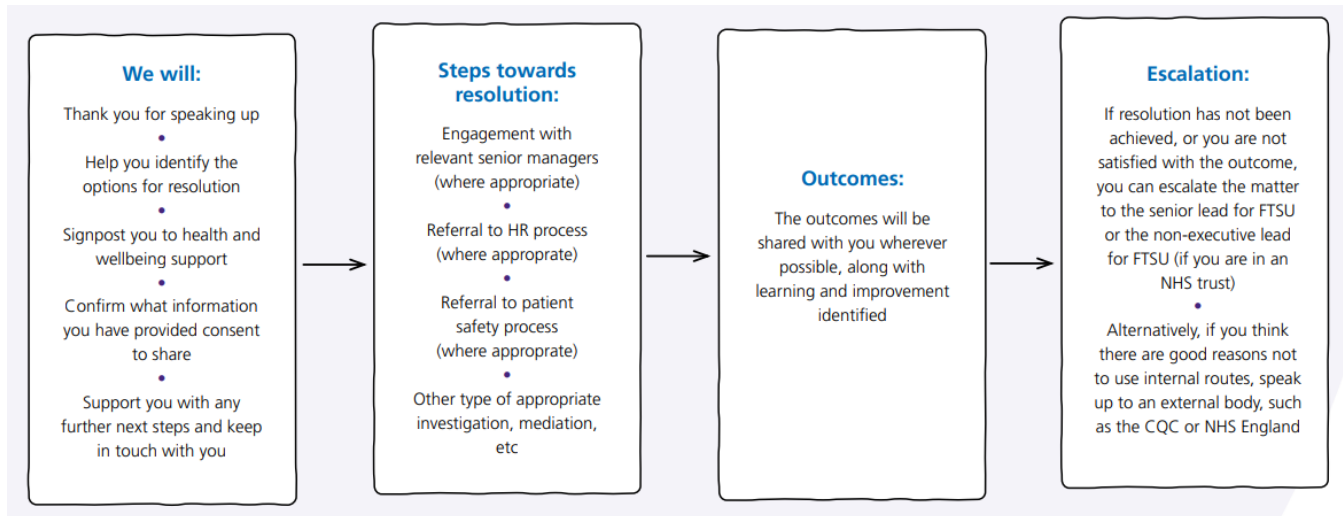 We will:
Thank you for speaking up
•
Help you identify the
options for resolution
•
Signpost you to health and
wellbeing support
•
Confirm what information
you have provided consent
to share
•
Support you with any
further next steps and keep
in touch with you
Steps towards
resolution:
Engagement with
relevant senior managers
(where appropriate)
•
Referral to HR process
(where appropriate)
•
Referral to patient
safety process
(where approprate)
•
Other type of appropriate
investigation, mediation,
etc
Outcomes:
The outcomes will be
shared with you wherever
possible, along with
learning and improvement
identified
Escalation:
If resolution has not been
achieved, or you are not
satisfied with the outcome,
you can escalate the matter
to the senior lead for FTSU
or the non-executive lead
for FTSU (if you are in an
NHS trust)
•
Alternatively, if you think
there are good reasons not
to use internal routes, speak
up to an external body, such
as the CQC or NHS England